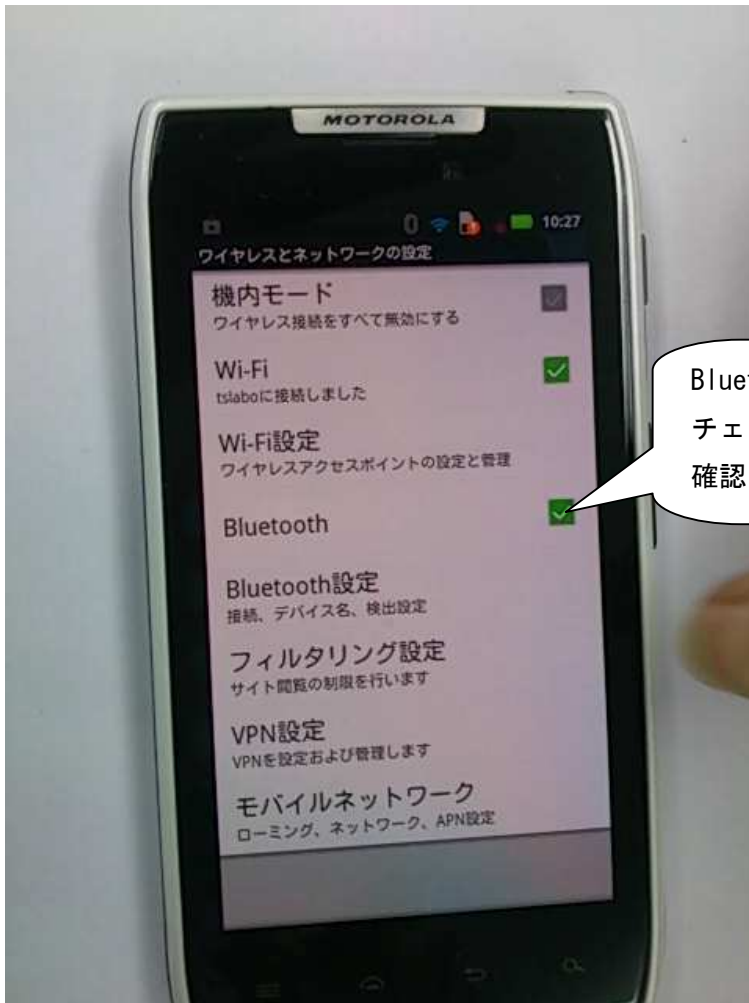 MOTOROLA
10:27
ワイヤレスとネットワークの設定
機内モード
ワイヤレス接続をすべて無効にする
Wi-Fi
tslaboに接続しました
Wi-Fi設定
ワイヤレスアクセスポイントの設定と管理
Bluetooth
Bluetooth設定
接続、デバイス名、検出設定
フィルタリング設定
サイト閲覧の制限を行います
VPN設定
VPNを設定および管理します
モバイルネットワーク
ローミング、ネットワーク、APN設定
Blue
チェ
確認